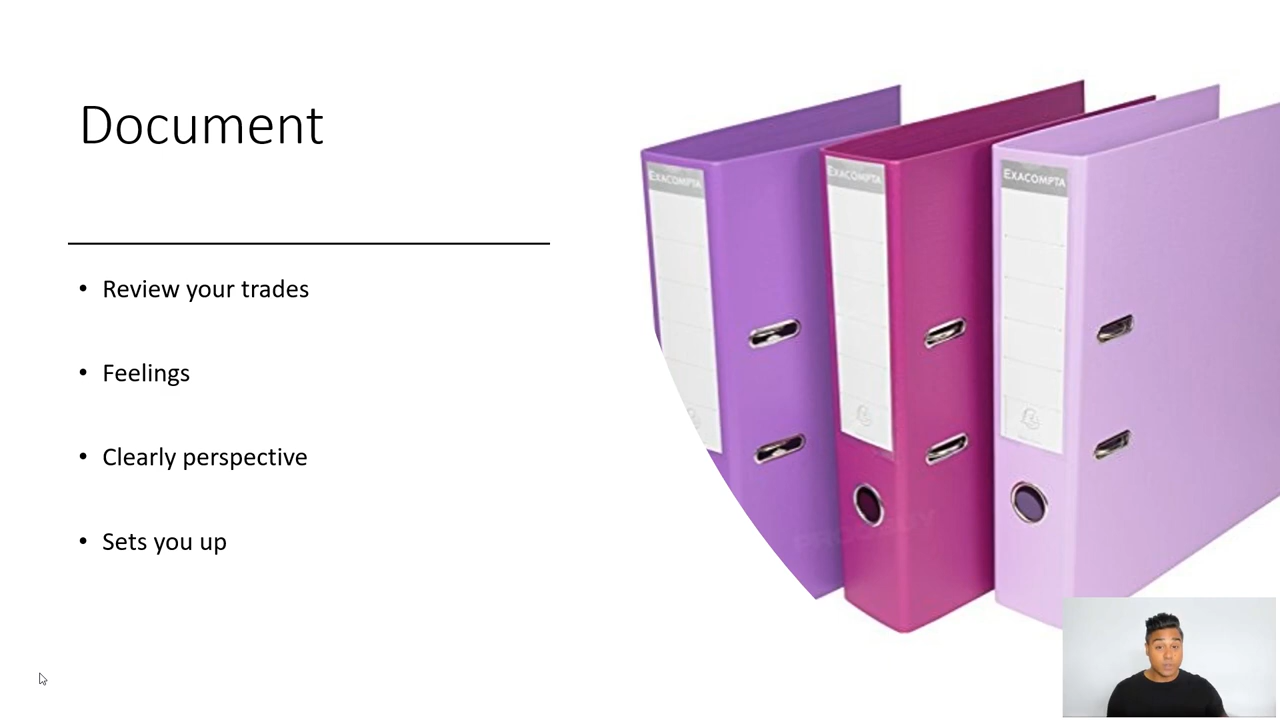 Document
• Review your trades
• Feelings
• Clearly perspective
• Sets you up
EXACOMPTA
EXACOMPTA
EXACOMPTA